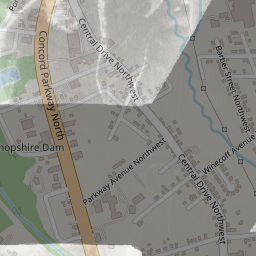 Central Drive Northwest
Concord Parkway North
Barber Street Northwest
hopshire Dam
Parkway Avenue Northwest
Central Drive Northwest
Winecoff Avenue